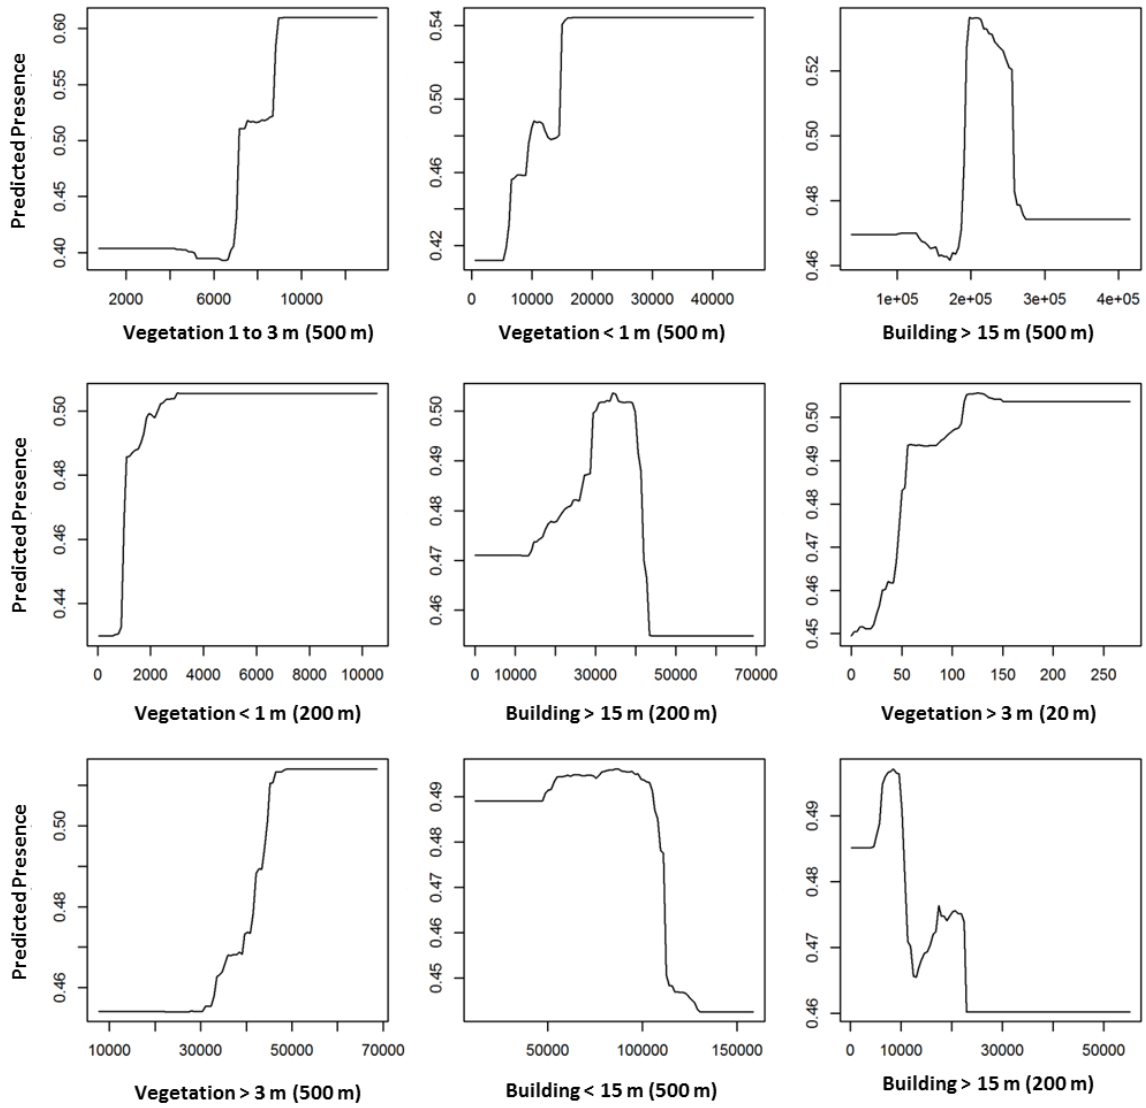 Predicted Presence
0.40 0.45 0.50 0.55 0.60
2000 6000 10000
Vegetation 1 to 3 m (500 m)
0.42 0.46 0.50 0.54
0 10000 20000 40000
Vegetation < 1 m (500 m)
0.46 0.48 0.50 0.52
1e+05 2e+05 3e+05 4e+05
Building > 15 m (500 m)
Predicted Presence
0.44 0.46 0.48 0.50
0 2000 4000 6000 8000 10000
Vegetation < 1 m (200 m)
0.46 0.47 0.48 0.49 0.50
0 10000 30000 50000 70000
Building > 15 m (200 m)
0.45 0.46 0.47 0.48 0.49 0.50
0 50 100 150 200 250
Vegetation > 3 m (20 m)
Predicted Presence
0.46 0.48 0.50
10000 30000 50000 70000
Vegetation > 3 m (500 m)
0.45 0.46 0.47 0.48 0.49
50000 100000 150000
Building < 15 m (500 m)
0.46 0.47 0.48 0.49
0 10000 30000 50000
Building > 15 m (200 m)